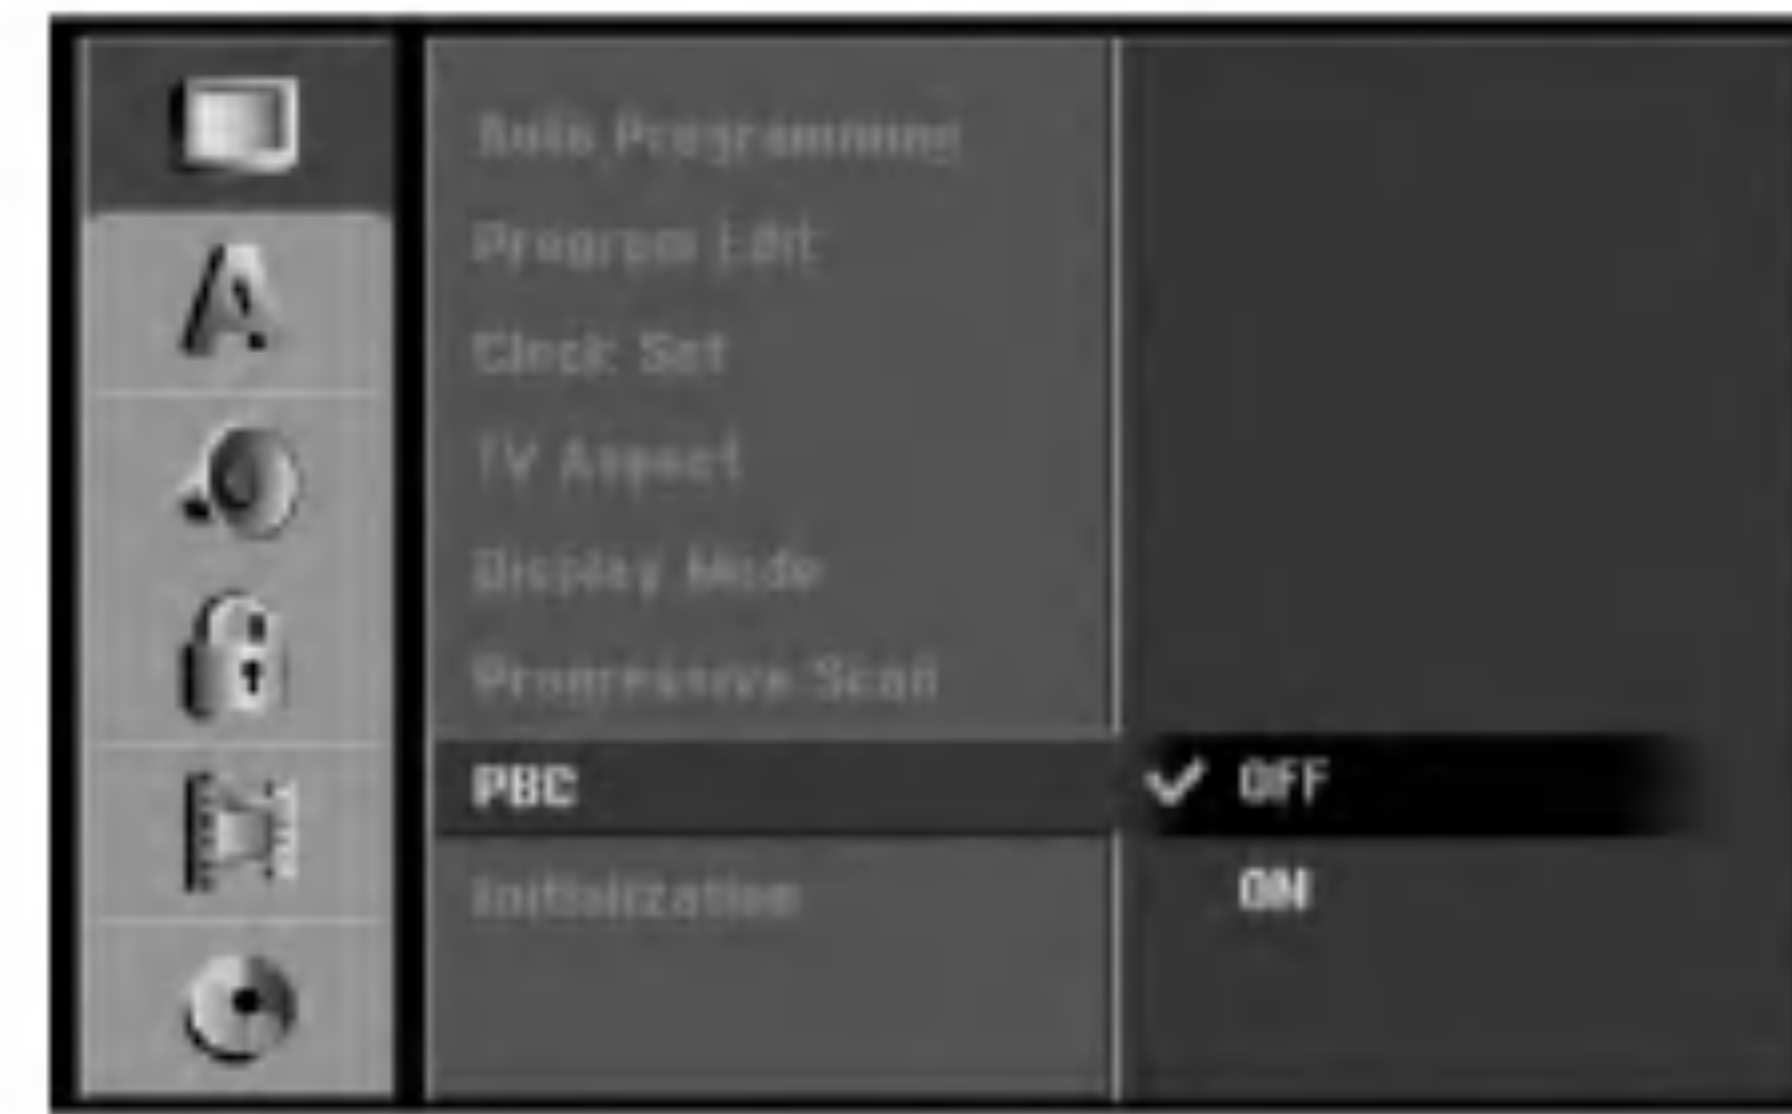 Auto Programming
Program Edit
Clock Set
TV Aspect
Display Mode
Progressive Scan
PBC
OFF
ON
Initialization